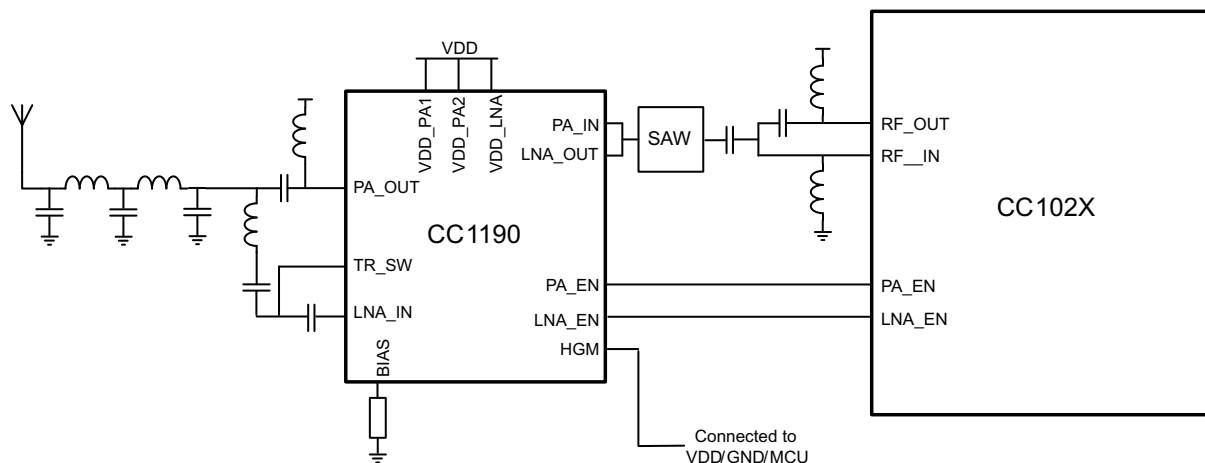 VDD
VDD_PA1
VDD_PA2
VDD_LNA
PA_IN
LNA_OUT
SAW
RF_OUT
RF__IN
PA_OUT
CC1190
CC102X
TR_SW
LNA_IN
PA_EN
PA_EN
LNA_EN
LNA_EN
BIAS
HGM
Connected to
VDD/GND/MCU